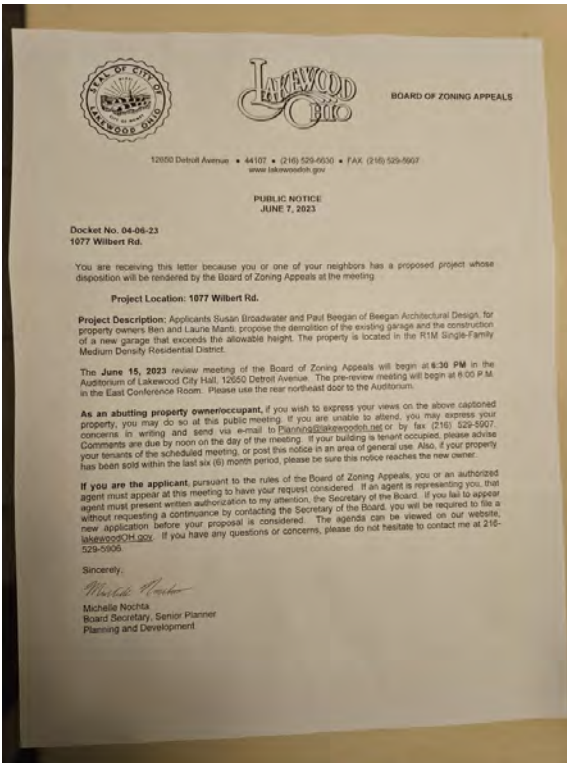 SEAL OF CITY OF
LAKEWOOD OHIO
LAKEWOOD
OHIO
BOARD OF ZONING APPEALS
12650 Detroit Avenue • 44107 • (216) 529-6630 • FAX (216) 529-5907
www.lakewoodoh.gov
PUBLIC NOTICE
JUNE 7, 2023
Docket No. 04-06-23
1077 Wilbert Rd.
You are receiving this letter because you or one of your neighbors has a proposed project whose
disposition will be rendered by the Board of Zoning Appeals at the meeting.
Project Location: 1077 Wilbert Rd.
Project Description: Applicants Susan Broadwater and Paul Beegan of Beegan Architectural Design, for
property owners Ben and Laurie Manti, propose the demolition of the existing garage and the construction
of a new garage that exceeds the allowable height. The property is located in the R1M Single-Family
Medium Density Residential District.
The June 15, 2023 review meeting of the Board of Zoning Appeals will begin at 6:30 PM in the
Auditorium of Lakewood City Hall, 12650 Detroit Avenue. The pre-review meeting will begin at 6:00 P.M.
in the East Conference Room. Please use the rear northeast door to the Auditorium.
As an abutting property owner/occupant, if you wish to express your views on the above captioned
property, you may do so at this public meeting. If you are unable to attend, you may express your
concerns in writing and send via e-mail to Planning@lakewoodoh.net or by fax (216) 529-5907.
Comments are due by noon on the day of the meeting. If your building is tenant occupied, please advise
your tenants of the scheduled meeting, or post this notice in an area of general use. Also, if your property
has been sold within the last six (6) month period, please be sure this notice reaches the new owner.
If you are the applicant, pursuant to the rules of the Board of Zoning Appeals, you or an authorized
agent must appear at this meeting to have your request considered. If an agent is representing you, that
agent must present written authorization to my attention, the Secretary of the Board. If you fail to appear
without requesting a continuance by contacting the Secretary of the Board, you will be required to file a
new application before your proposal is considered. The agenda can be viewed on our website,
lakewoodOH.gov. If you have any questions or concerns, please do not hesitate to contact me at 216-
529-5906.
Sincerely,
Michelle Nochta
Michelle Nochta
Board Secretary, Senior Planner
Planning and Development